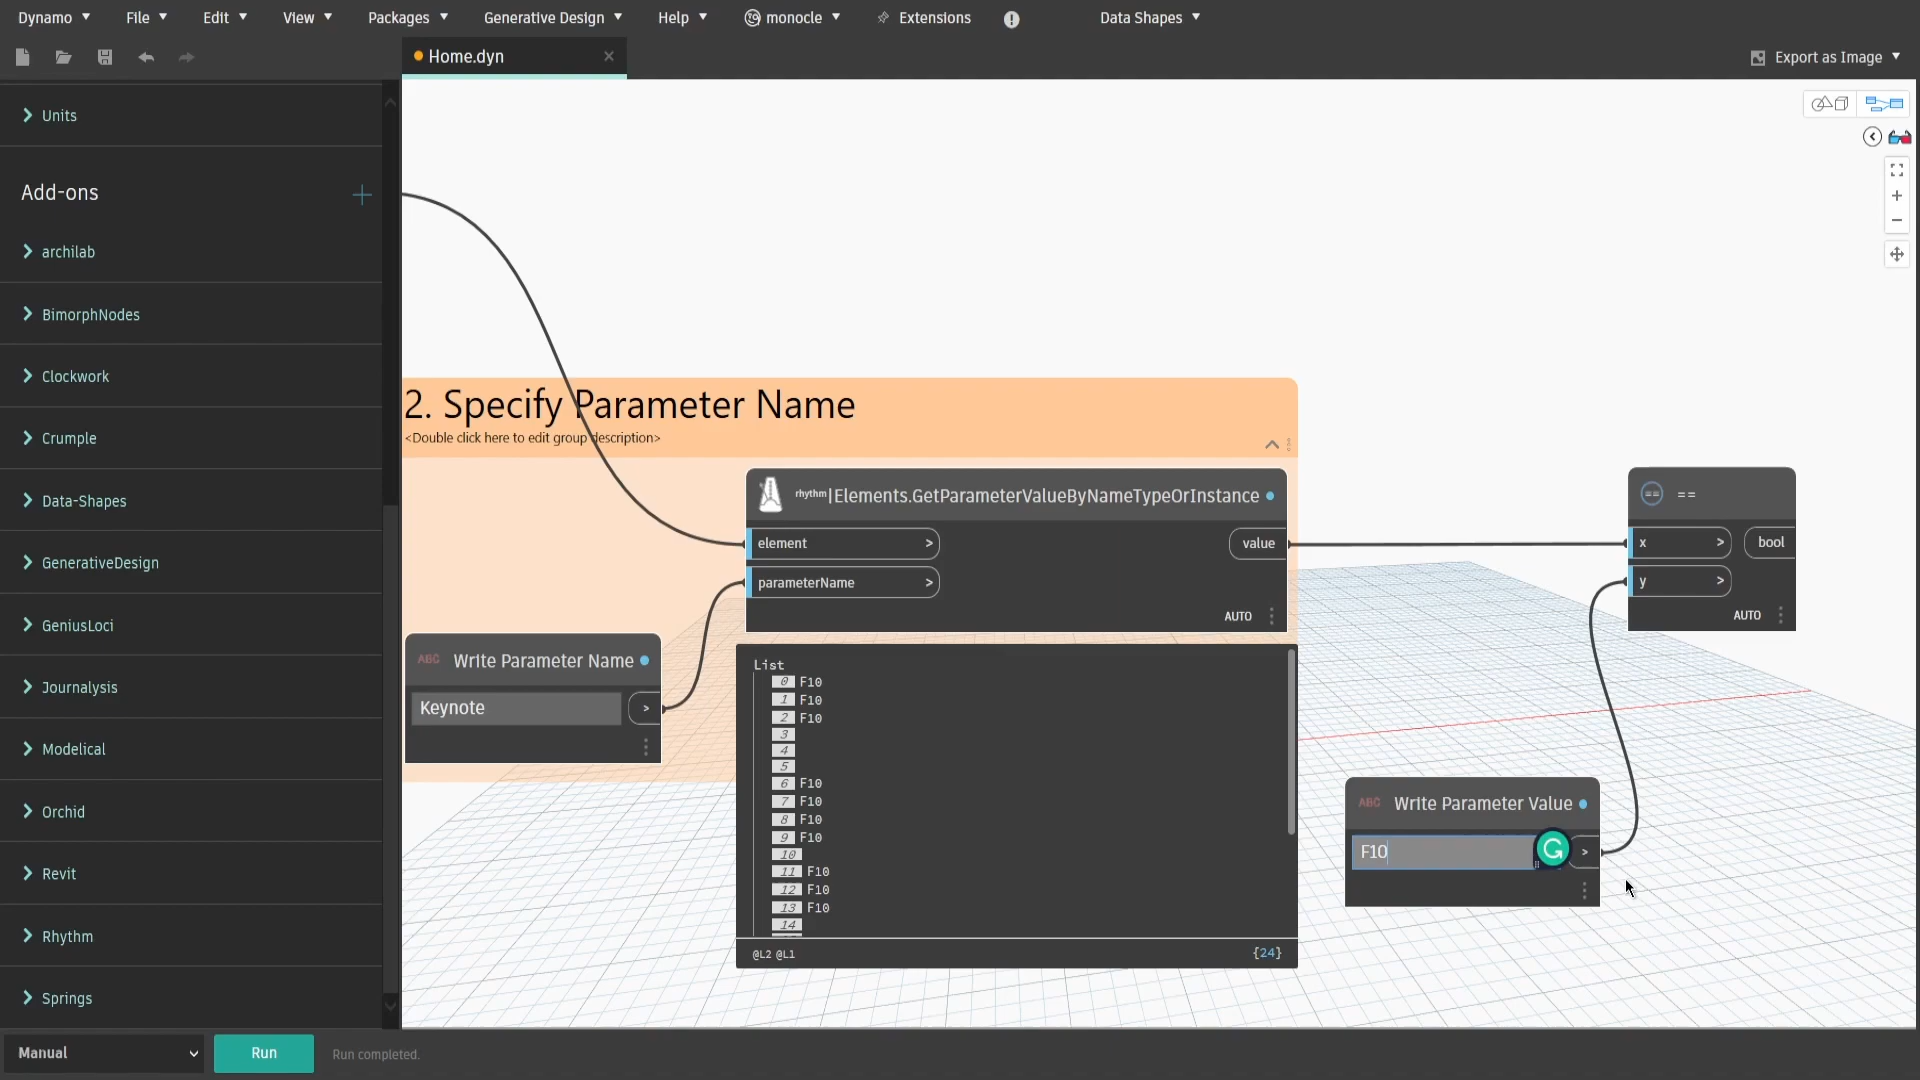 Dynamo File Edit View Packages Generative Design Help monocle Extensions Data Shapes
Home.dyn
Export as Image
Units
Add-ons
archilab
BimorphNodes
Clockwork
Crumple
Data-Shapes
GenerativeDesign
GeniusLoci
Journalysis
Modelical
Orchid
Revit
Rhythm
Springs
2. Specify Parameter Name
<Double click here to edit group description>
rhythm|Elements.GetParameterValueByNameTypeOrInstance
element >
value
parameterName >
AUTO
ABC Write Parameter Name
Keynote >
List
0 F10
1 F10
2 F10
3
4
5
6 F10
7 F10
8 F10
9 F10
10
11 F10
12 F10
13 F10
14
@L2 @L1 {24}
== ==
x > bool
y >
AUTO
ABC Write Parameter Value
F10 >
Manual Run Run completed.